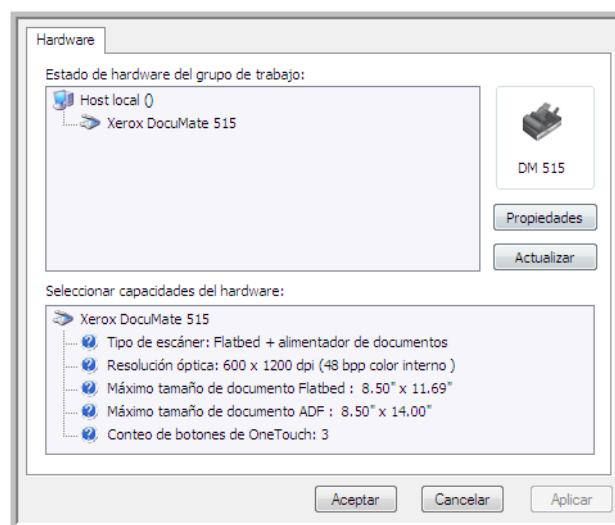 Hardware
Estado de hardware del grupo de trabajo:
Host local ()
Xerox DocuMate 515
DM 515
Propiedades
Actualizar
Seleccionar capacidades del hardware:
Xerox DocuMate 515
Tipo de escáner: Flatbed + alimentador de documentos
Resolución óptica: 600 x 1200 dpi (48 bpp color interno )
Máximo tamaño de documento Flatbed :  8.50" x 11.69"
Máximo tamaño de documento ADF :  8.50" x 14.00"
Conteo de botones de OneTouch: 3
Aceptar
Cancelar
Aplicar